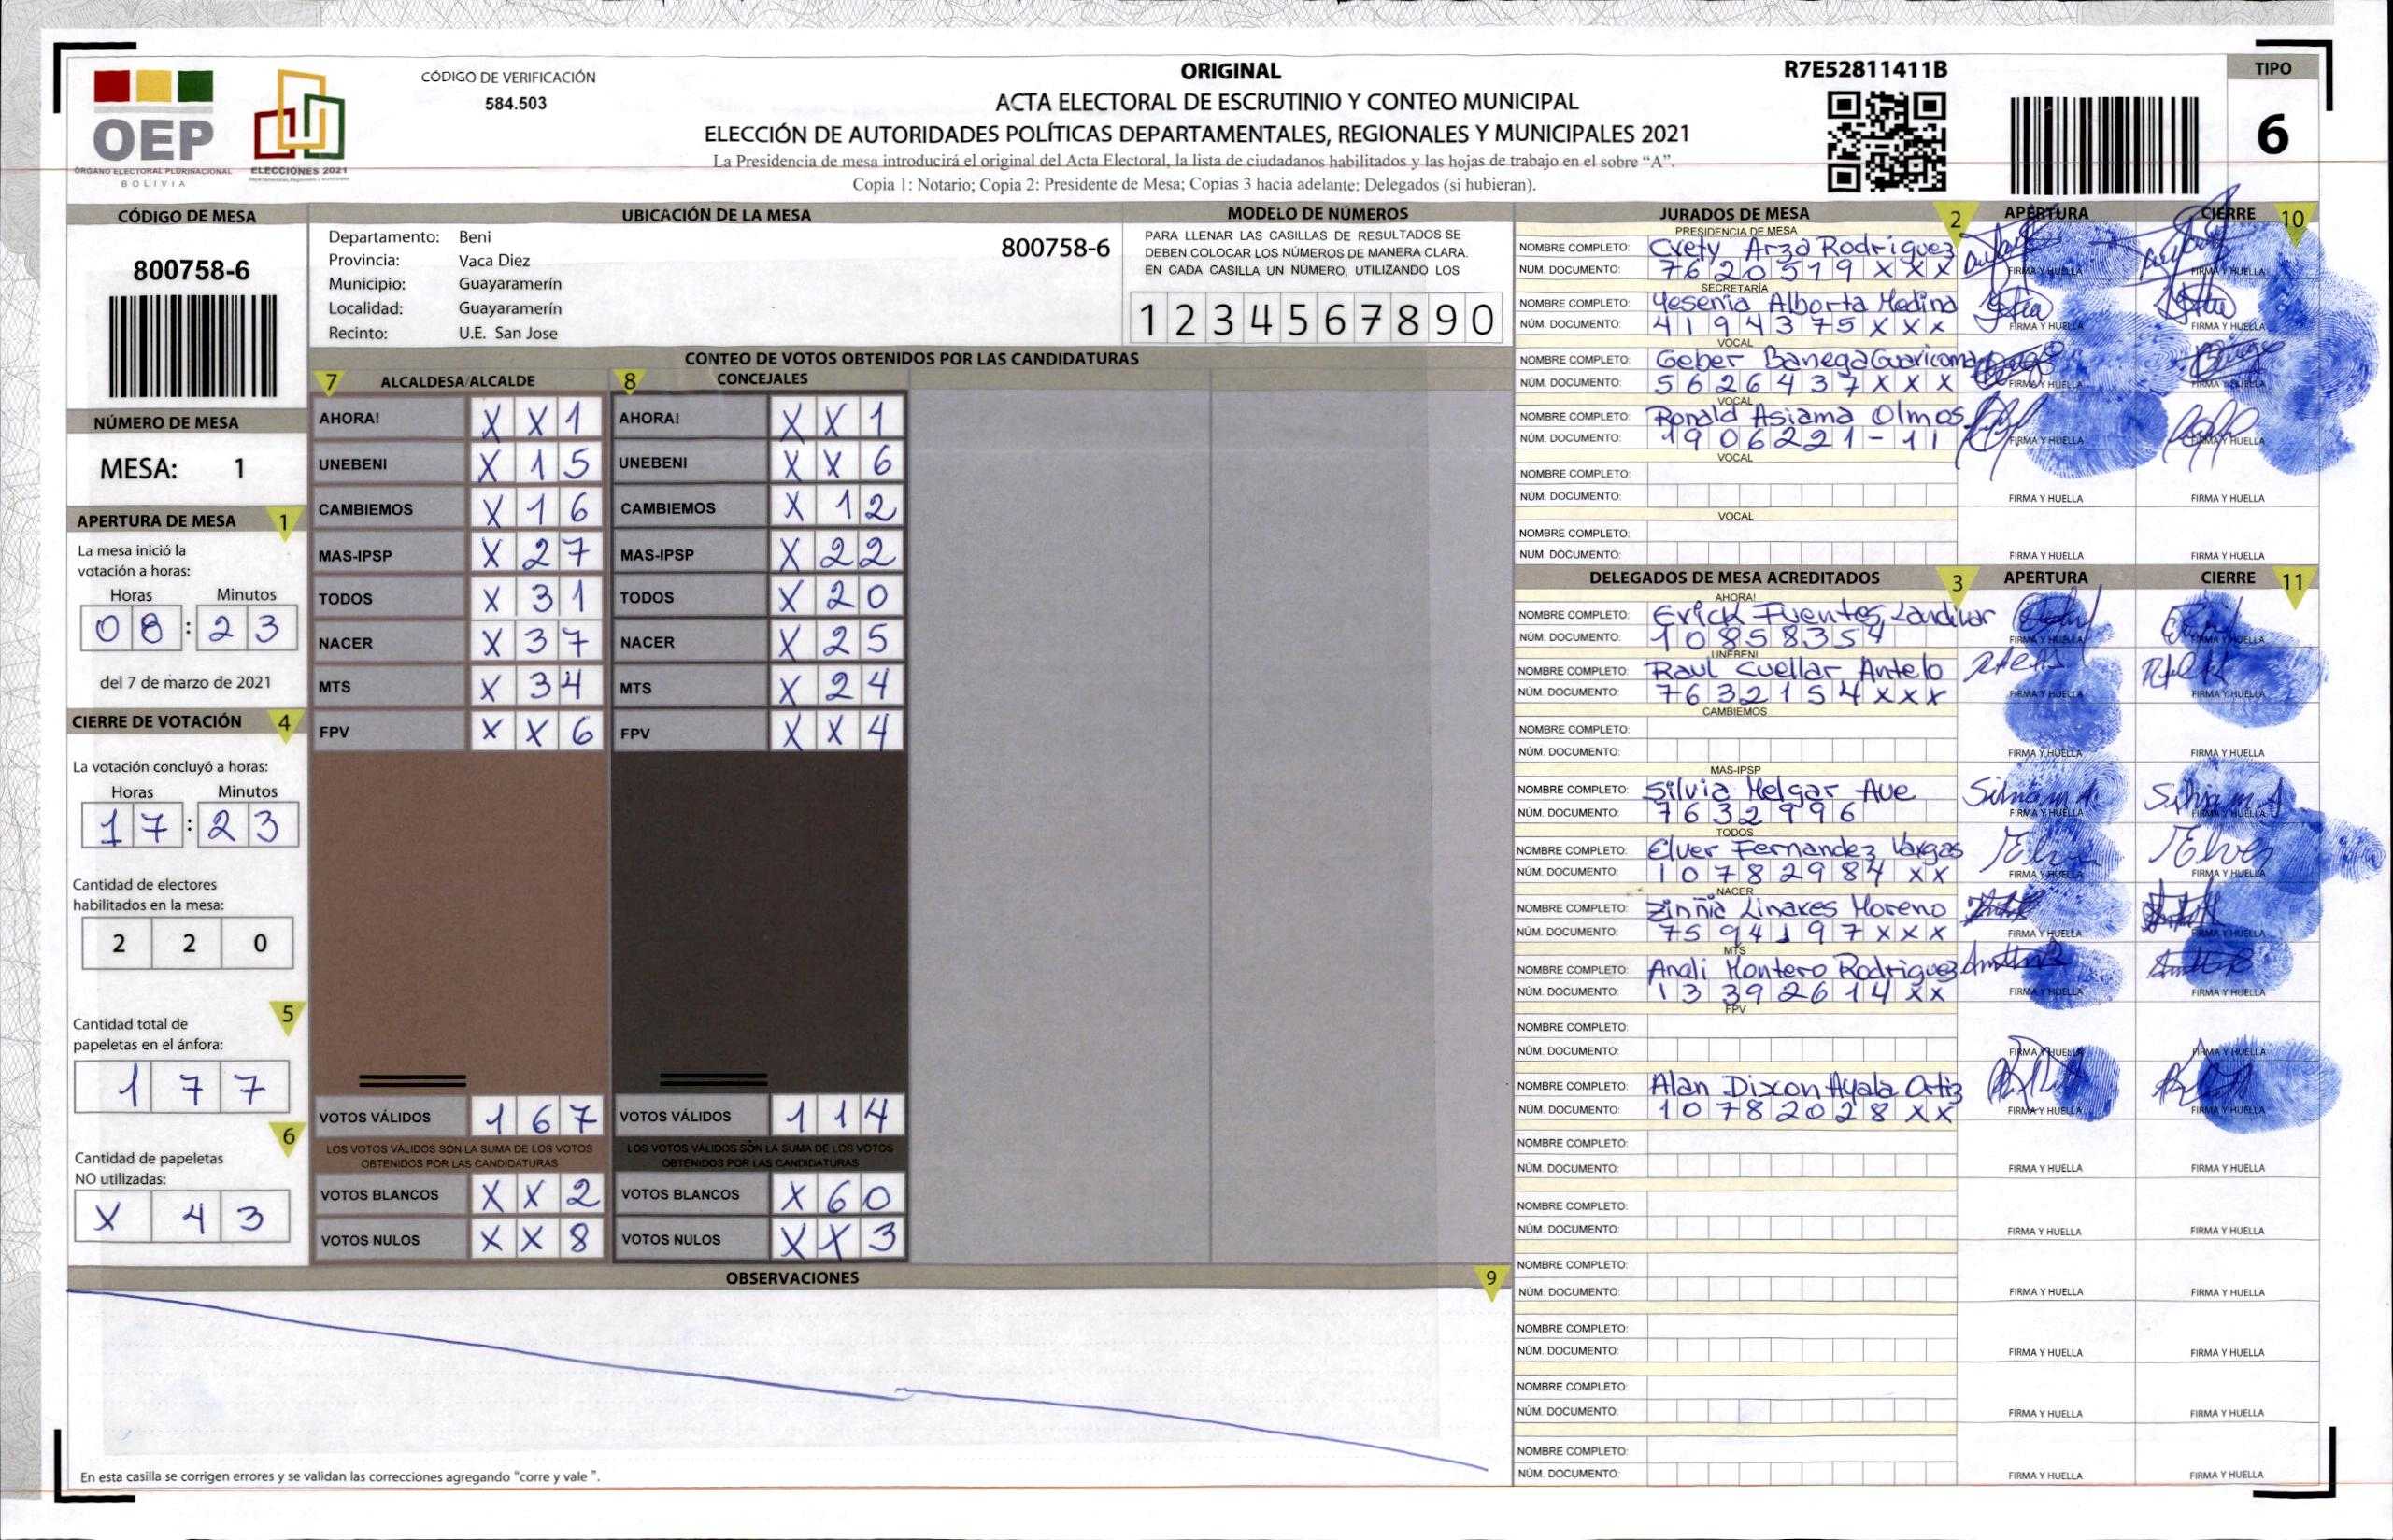 OEP
ÓRGANO ELECTORAL PLURINACIONAL
BOLIVIA
ELECCIONES 2021
CÓDIGO DE VERIFICACIÓN
584.503
ORIGINAL
ACTA ELECTORAL DE ESCRUTINIO Y CONTEO MUNICIPAL
ELECCIÓN DE AUTORIDADES POLÍTICAS DEPARTAMENTALES, REGIONALES Y MUNICIPALES 2021
La Presidencia de mesa introducirá el original del Acta Electoral, la lista de ciudadanos habilitados y las hojas de trabajo en el sobre “A”.
Copia 1: Notario; Copia 2: Presidente de Mesa; Copias 3 hacia adelante: Delegados (si hubieran).
R7E52811411B
TIPO
6
CÓDIGO DE MESA
800758-6
NÚMERO DE MESA
MESA: 1
APERTURA DE MESA 1
La mesa inició la
votación a horas:
Horas Minutos
08:23
del 7 de marzo de 2021
CIERRE DE VOTACIÓN 4
La votación concluyó a horas:
Horas Minutos
17:23
Cantidad de electores
habilitados en la mesa:
2 2 0
5
Cantidad total de
papeletas en el ánfora:
1 7 7
6
Cantidad de papeletas
NO utilizadas:
X 4 3
UBICACIÓN DE LA MESA
Departamento: Beni
Provincia: Vaca Diez
Municipio: Guayaramerín
Localidad: Guayaramerín
Recinto: U.E. San Jose
800758-6
MODELO DE NÚMEROS
PARA LLENAR LAS CASILLAS DE RESULTADOS SE
DEBEN COLOCAR LOS NÚMEROS DE MANERA CLARA.
EN CADA CASILLA UN NÚMERO, UTILIZANDO LOS
1 2 3 4 5 6 7 8 9 0
CONTEO DE VOTOS OBTENIDOS POR LAS CANDIDATURAS
7 ALCALDESA/ALCALDE 8 CONCEJALES
AHORA! X X 1 AHORA! X X 1
UNEBENI X 1 5 UNEBENI X X 6
CAMBIEMOS X 1 6 CAMBIEMOS X 1 2
MAS-IPSP X 2 7 MAS-IPSP X 2 2
TODOS X 3 1 TODOS X 2 0
NACER X 3 7 NACER X 2 5
MTS X 3 4 MTS X 2 4
FPV X X 6 FPV X X 4
VOTOS VÁLIDOS 1 6 7 VOTOS VÁLIDOS 1 1 4
LOS VOTOS VÁLIDOS SON LA SUMA DE LOS VOTOS LOS VOTOS VÁLIDOS SON LA SUMA DE LOS VOTOS
OBTENIDOS POR LAS CANDIDATURAS OBTENIDOS POR LAS CANDIDATURAS
VOTOS BLANCOS X X 2 VOTOS BLANCOS X 6 0
VOTOS NULOS X X 8 VOTOS NULOS X X 3
OBSERVACIONES 9
En esta casilla se corrigen errores y se validan las correcciones agregando “corre y vale ”.
JURADOS DE MESA 2 APERTURA CIERRE 10
PRESIDENCIA DE MESA
NOMBRE COMPLETO: Crety Arza Rodriguez
NÚM. DOCUMENTO: 7620519XXX FIRMA Y HUELLA FIRMA Y HUELLA
SECRETARÍA
NOMBRE COMPLETO: Yesenia Alborta Medina
NÚM. DOCUMENTO: 4194375XXX FIRMA Y HUELLA FIRMA Y HUELLA
VOCAL
NOMBRE COMPLETO: Geber Banega Guaricoma
NÚM. DOCUMENTO: 5626437XXX FIRMA Y HUELLA FIRMA Y HUELLA
VOCAL
NOMBRE COMPLETO: Ronald Asiama Olmos
NÚM. DOCUMENTO: 1906221-11 FIRMA Y HUELLA FIRMA Y HUELLA
VOCAL
NOMBRE COMPLETO:
NÚM. DOCUMENTO: FIRMA Y HUELLA FIRMA Y HUELLA
VOCAL
NOMBRE COMPLETO:
NÚM. DOCUMENTO: FIRMA Y HUELLA FIRMA Y HUELLA
DELEGADOS DE MESA ACREDITADOS 3 APERTURA CIERRE 11
AHORA!
NOMBRE COMPLETO: Erick Fuentes Landivar
NÚM. DOCUMENTO: 10858354 FIRMA Y HUELLA FIRMA Y HUELLA
UNEBENI
NOMBRE COMPLETO: Raul Cuellar Antelo
NÚM. DOCUMENTO: 7632154XXX FIRMA Y HUELLA FIRMA Y HUELLA
CAMBIEMOS
NOMBRE COMPLETO:
NÚM. DOCUMENTO: FIRMA Y HUELLA FIRMA Y HUELLA
MAS-IPSP
NOMBRE COMPLETO: Silvia Melgar Ave
NÚM. DOCUMENTO: 7632996 FIRMA Y HUELLA FIRMA Y HUELLA
TODOS
NOMBRE COMPLETO: Elver Fernandez Vargas
NÚM. DOCUMENTO: 10782984XX FIRMA Y HUELLA FIRMA Y HUELLA
NACER
NOMBRE COMPLETO: Zinñia Linares Moreno
NÚM. DOCUMENTO: 7594197XXX FIRMA Y HUELLA FIRMA Y HUELLA
MTS
NOMBRE COMPLETO: Anali Montero Rodriguez
NÚM. DOCUMENTO: 13392614XX FIRMA Y HUELLA FIRMA Y HUELLA
FPV
NOMBRE COMPLETO:
NÚM. DOCUMENTO: FIRMA Y HUELLA FIRMA Y HUELLA
NOMBRE COMPLETO: Alan Dixon Ayala Ortiz
NÚM. DOCUMENTO: 10782028XX FIRMA Y HUELLA FIRMA Y HUELLA
NOMBRE COMPLETO:
NÚM. DOCUMENTO: FIRMA Y HUELLA FIRMA Y HUELLA
NOMBRE COMPLETO:
NÚM. DOCUMENTO: FIRMA Y HUELLA FIRMA Y HUELLA
NOMBRE COMPLETO:
NÚM. DOCUMENTO: FIRMA Y HUELLA FIRMA Y HUELLA
NOMBRE COMPLETO:
NÚM. DOCUMENTO: FIRMA Y HUELLA FIRMA Y HUELLA
NOMBRE COMPLETO:
NÚM. DOCUMENTO: FIRMA Y HUELLA FIRMA Y HUELLA
NOMBRE COMPLETO:
NÚM. DOCUMENTO: FIRMA Y HUELLA FIRMA Y HUELLA